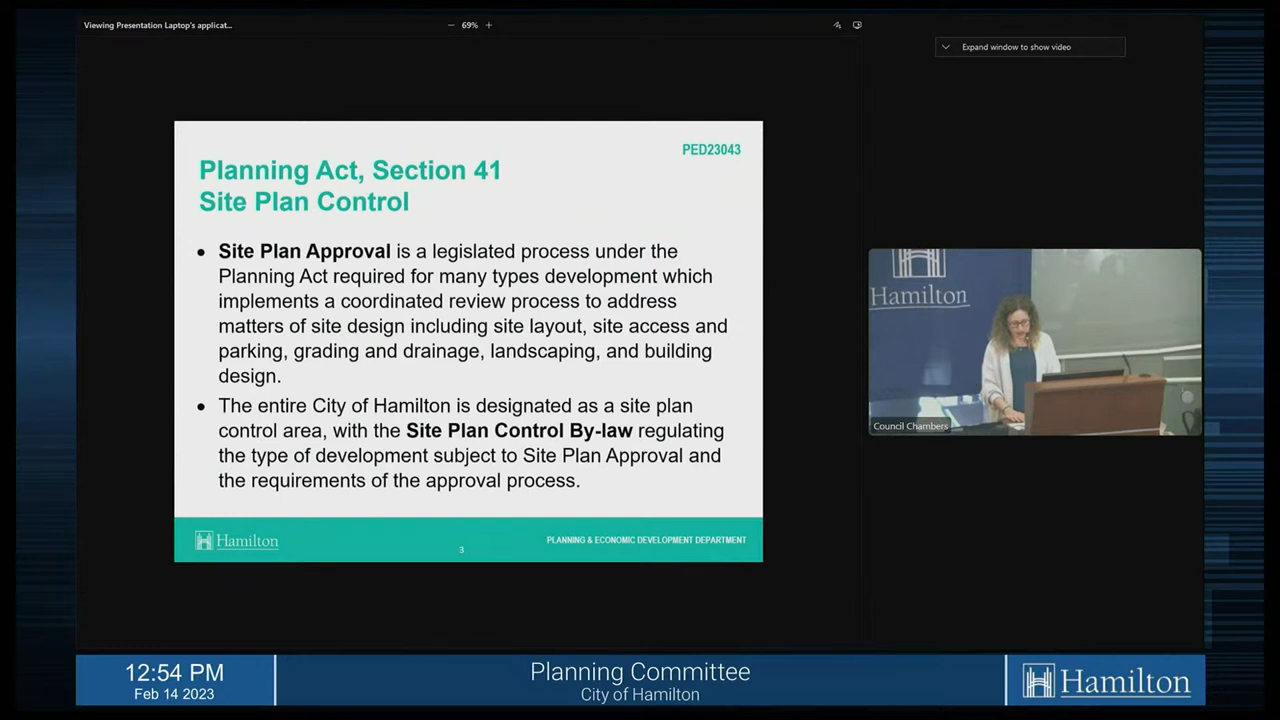 Viewing Presentation Laptop's applicat...
69%
Expand window to show video
PED23043
Planning Act, Section 41
Site Plan Control
• Site Plan Approval is a legislated process under the
Planning Act required for many types development which
implements a coordinated review process to address
matters of site design including site layout, site access and
parking, grading and drainage, landscaping, and building
design.
• The entire City of Hamilton is designated as a site plan
control area, with the Site Plan Control By-law regulating
the type of development subject to Site Plan Approval and
the requirements of the approval process.
Hamilton
3
PLANNING & ECONOMIC DEVELOPMENT DEPARTMENT
Hamilton
Council Chambers
12:54 PM
Feb 14 2023
Planning Committee
City of Hamilton
Hamilton